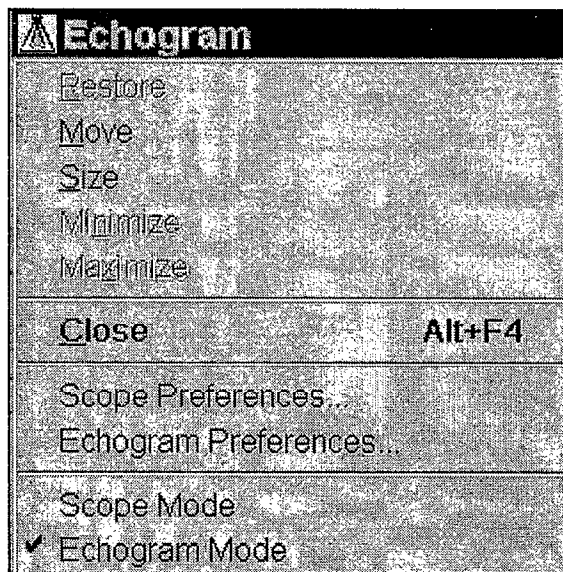 Echogram
Restore
Move
Size
Minimize
Maximize
Close Alt+F4
Scope Preferences...
Echogram Preferences...
Scope Mode
✓ Echogram Mode